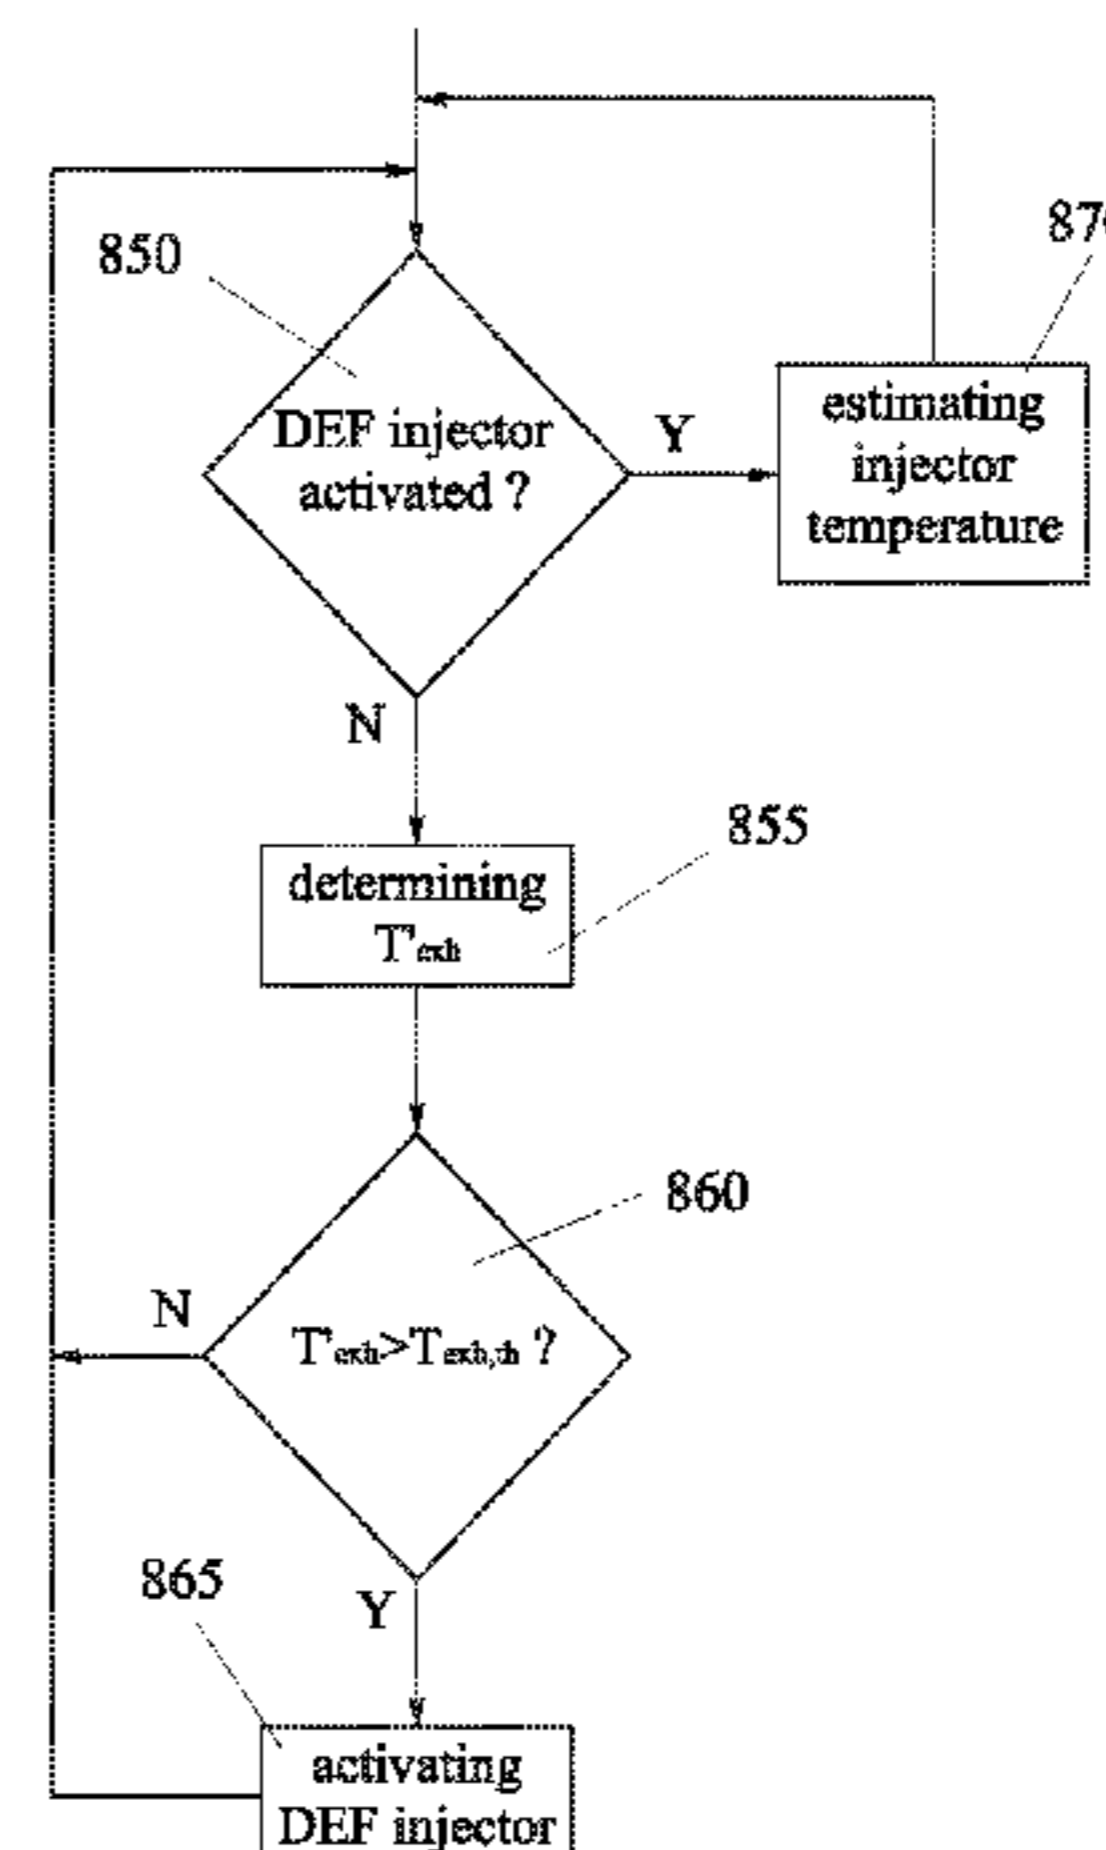 850
DEF injector
activated ?
Y
estimating
injector
temperature
N
determining
T'exh
855
860
N
T'exh>Texh,th ?
865
Y
activating
DEF injector